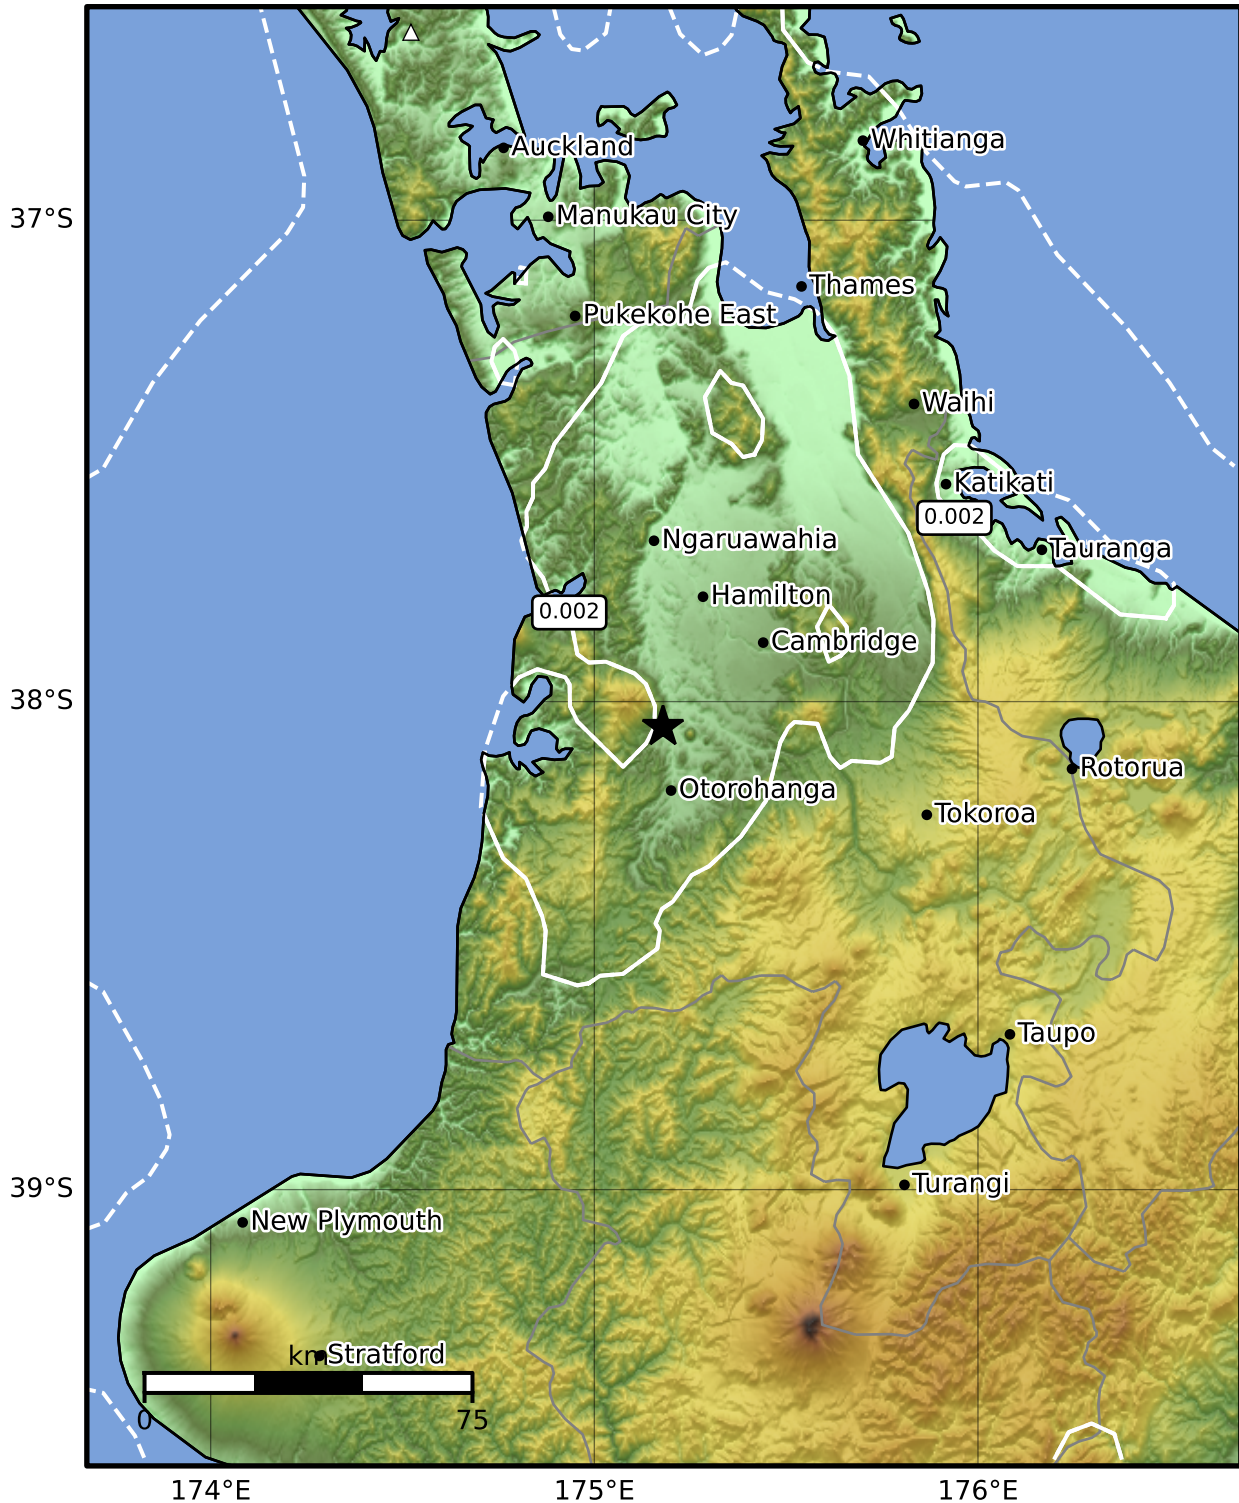 Whitianga
Auckland
37°S
Manukau City
Thames
Pukekohe East
Waihi
Katikati
0.002
Ngaruawahia
Tauranga
Hamilton
0.002
Cambridge
38°S
Rotorua
Otorohanga
Tokoroa
Taupo
39°S
Turangi
New Plymouth
km
Stratford
0
75
174°E
175°E
176°E